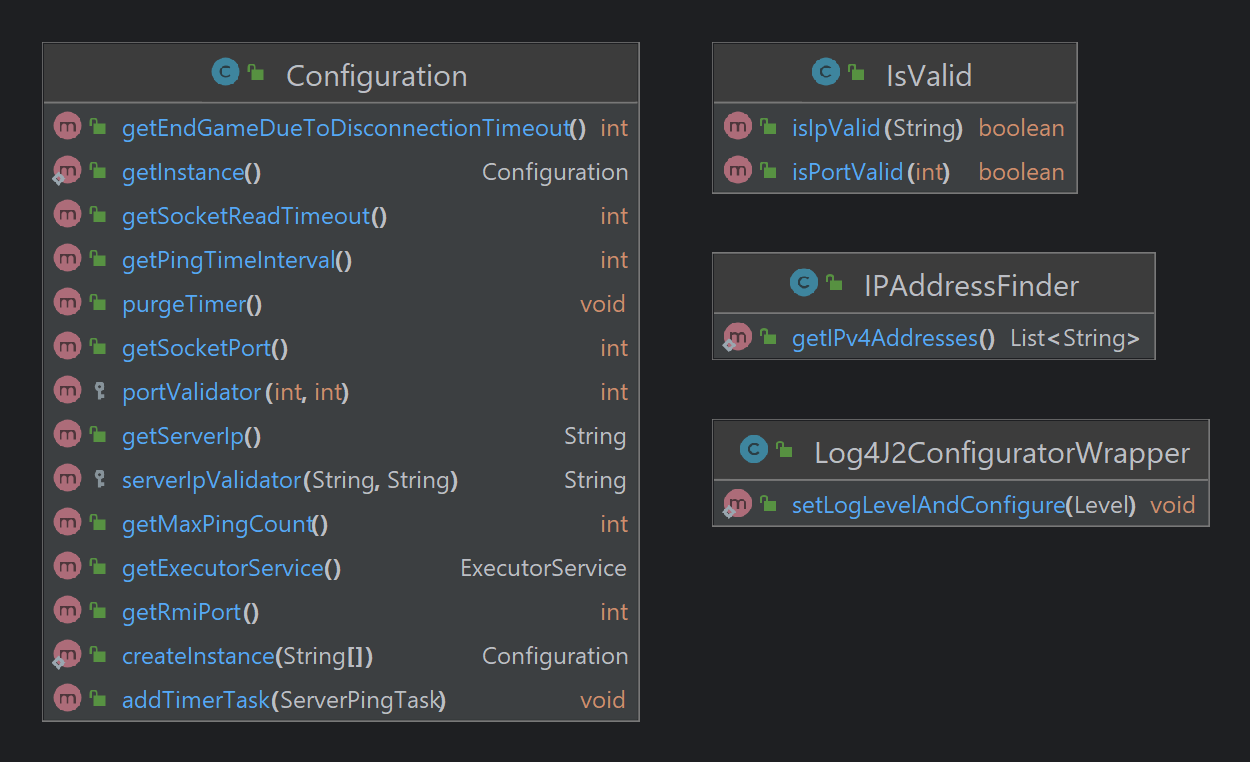 Configuration
getEndGameDueToDisconnectionTimeout() int
getInstance() Configuration
getSocketReadTimeout() int
getPingTimeInterval() int
purgeTimer() void
getSocketPort() int
portValidator(int, int) int
getServerIp() String
serverIpValidator(String, String) String
getMaxPingCount() int
getExecutorService() ExecutorService
getRmiPort() int
createInstance(String[]) Configuration
addTimerTask(ServerPingTask) void
IsValid
isIpValid(String) boolean
isPortValid(int) boolean
IPAddressFinder
getIPv4Addresses() List<String>
Log4J2ConfiguratorWrapper
setLogLevelAndConfigure(Level) void